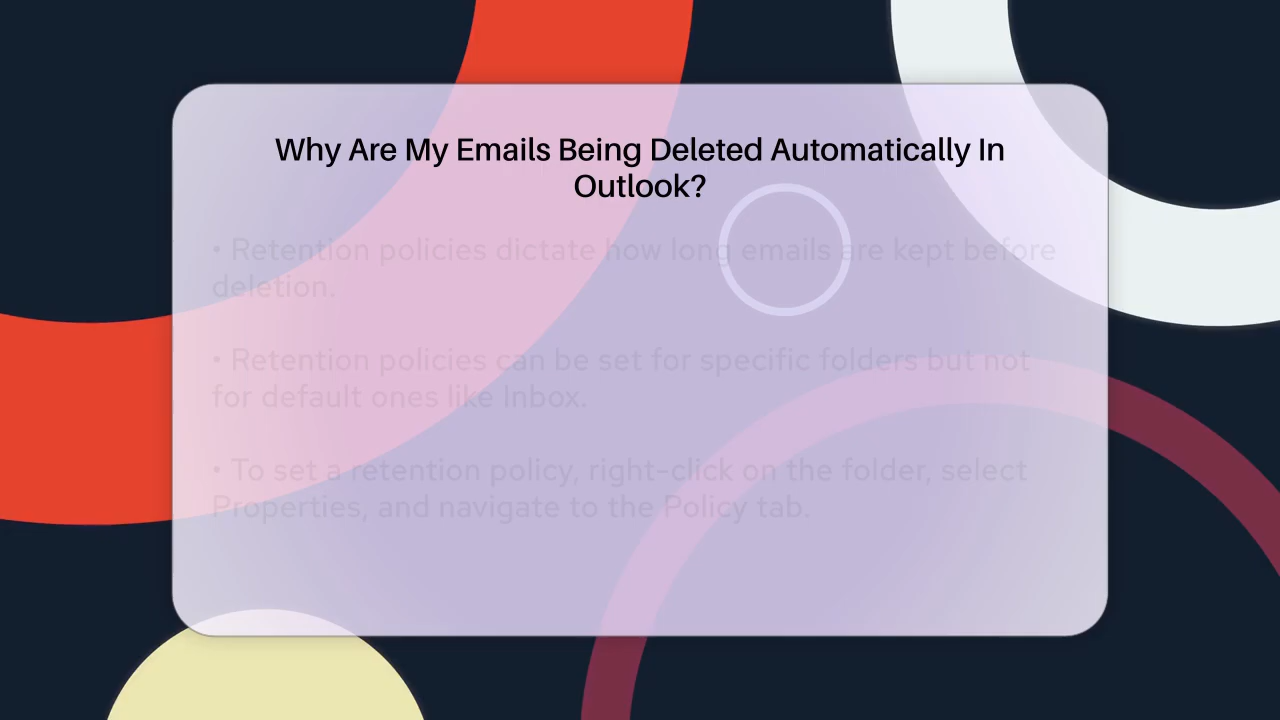 Why Are My Emails Being Deleted Automatically In
Outlook?
• Retention policies dictate how long emails are kept before
deletion.
• Retention policies can be set for specific folders but not
for default ones like Inbox.
• To set a retention policy, right-click on the folder, select
Properties, and navigate to the Policy tab.